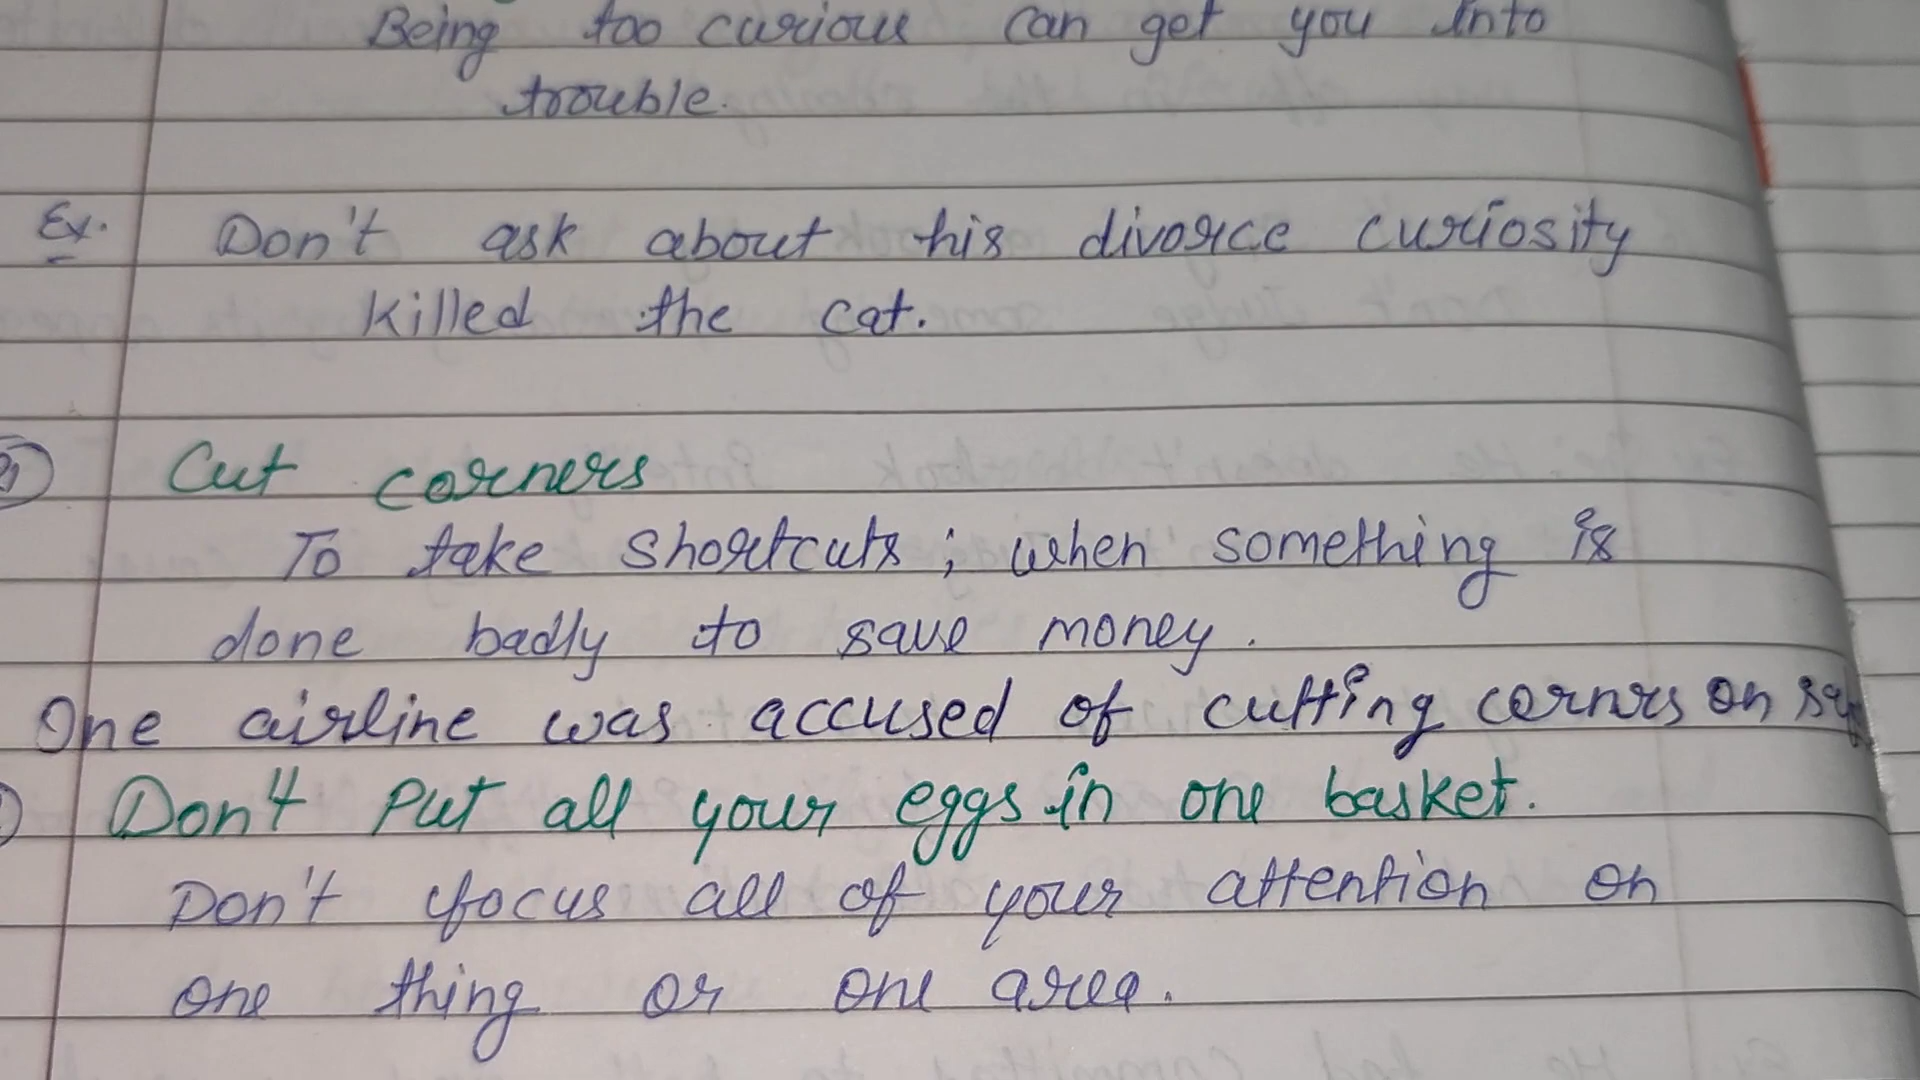 Being too curious can get you into
trouble.
Ex. Don't ask about his divorce curiosity
killed the cat.
Cut corners
To take shortcuts; when something is
done badly to save money.
One airline was accused of cutting corners on
Don't Put all your eggs in one basket.
Don't focus all of your attention on
one thing or one area.